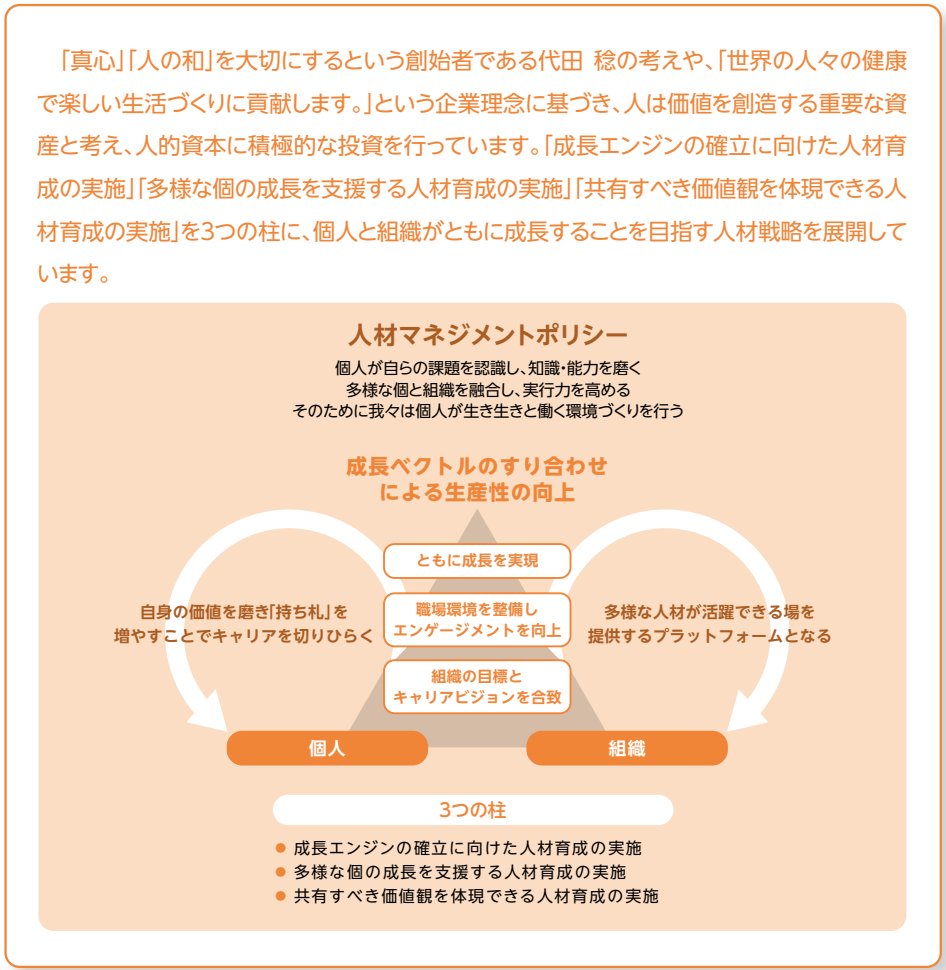 「真心」「人の和」を大切にするという創始者である代田 稔の考えや、「世界の人々の健康
で楽しい生活づくりに貢献します。」という企業理念に基づき、人は価値を創造する重要な資
産と考え、人的資本に積極的な投資を行っています。「成長エンジンの確立に向けた人材育
成の実施」「多様な個の成長を支援する人材育成の実施」「共有すべき価値観を体現できる人
材育成の実施」を3つの柱に、個人と組織がともに成長することを目指す人材戦略を展開して
います。
人材マネジメントポリシー
個人が自らの課題を認識し、知識・能力を磨く
多様な個と組織を融合し、実行力を高める
そのために我々は個人が生き生きと働く環境づくりを行う
成長ベクトルのすり合わせ
による生産性の向上
ともに成長を実現
職場環境を整備し
エンゲージメントを向上
組織の目標と
キャリアビジョンを合致
自身の価値を磨き「持ち札」を
増やすことでキャリアを切りひらく
多様な人材が活躍できる場を
提供するプラットフォームとなる
個人
組織
3つの柱
● 成長エンジンの確立に向けた人材育成の実施
● 多様な個の成長を支援する人材育成の実施
● 共有すべき価値観を体現できる人材育成の実施